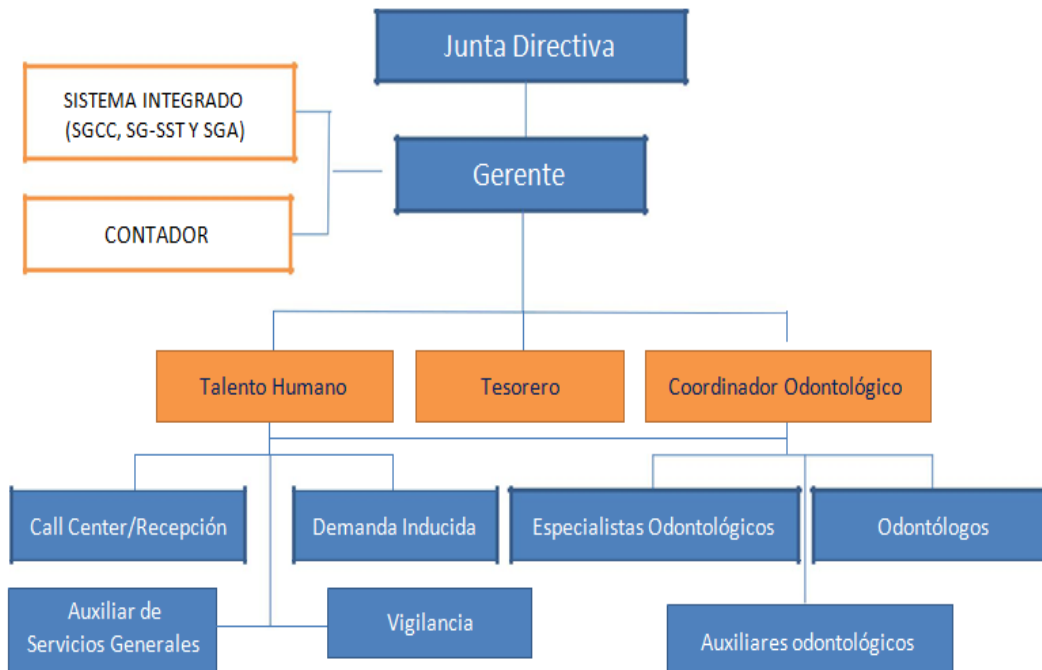 Junta Directiva
SISTEMA INTEGRADO
(SGCC, SG-SST Y SGA)
Gerente
CONTADOR
Talento Humano
Tesorero
Coordinador Odontológico
Call Center/Recepción
Demanda Inducida
Especialistas Odontológicos
Odontólogos
Auxiliar de
Servicios Generales
Vigilancia
Auxiliares odontológicos